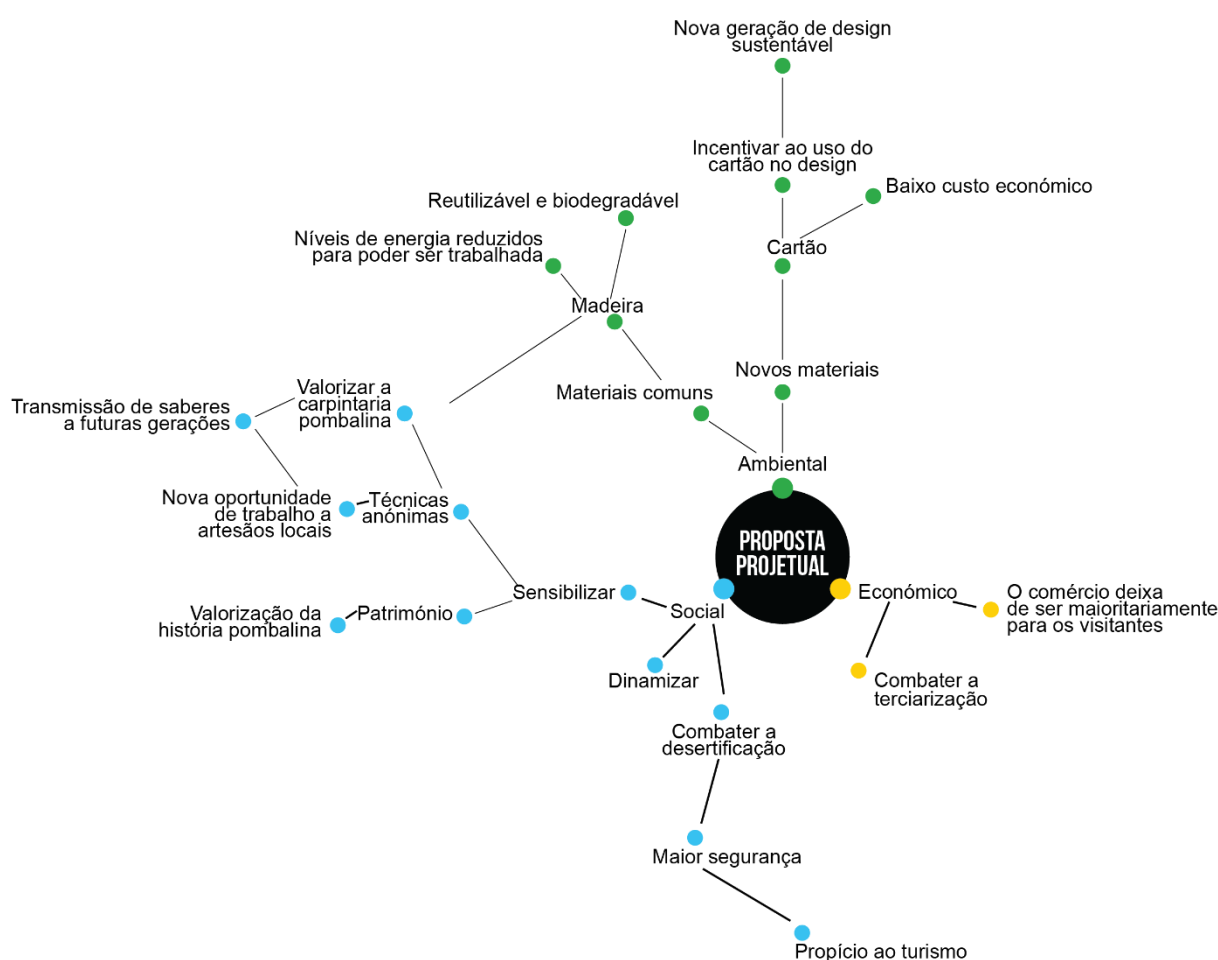 Nova geração de design
sustentável
Incentivar ao uso do
cartão no design
Baixo custo económico
Reutilizável e biodegradável
Níveis de energia reduzidos
para poder ser trabalhada
Cartão
Madeira
Novos materiais
Materiais comuns
Valorizar a
carpintaria
pombalina
Transmissão de saberes
a futuras gerações
Ambiental
Nova oportunidade
de trabalho a
artesãos locais
Técnicas
anónimas
PROPOSTA
PROJETUAL
Sensibilizar
Económico
O comércio deixa
de ser maioritariamente
para os visitantes
Social
Valorização da
história pombalina
Património
Dinamizar
Combater a
terciarização
Combater a
desertificação
Maior segurança
Propício ao turismo